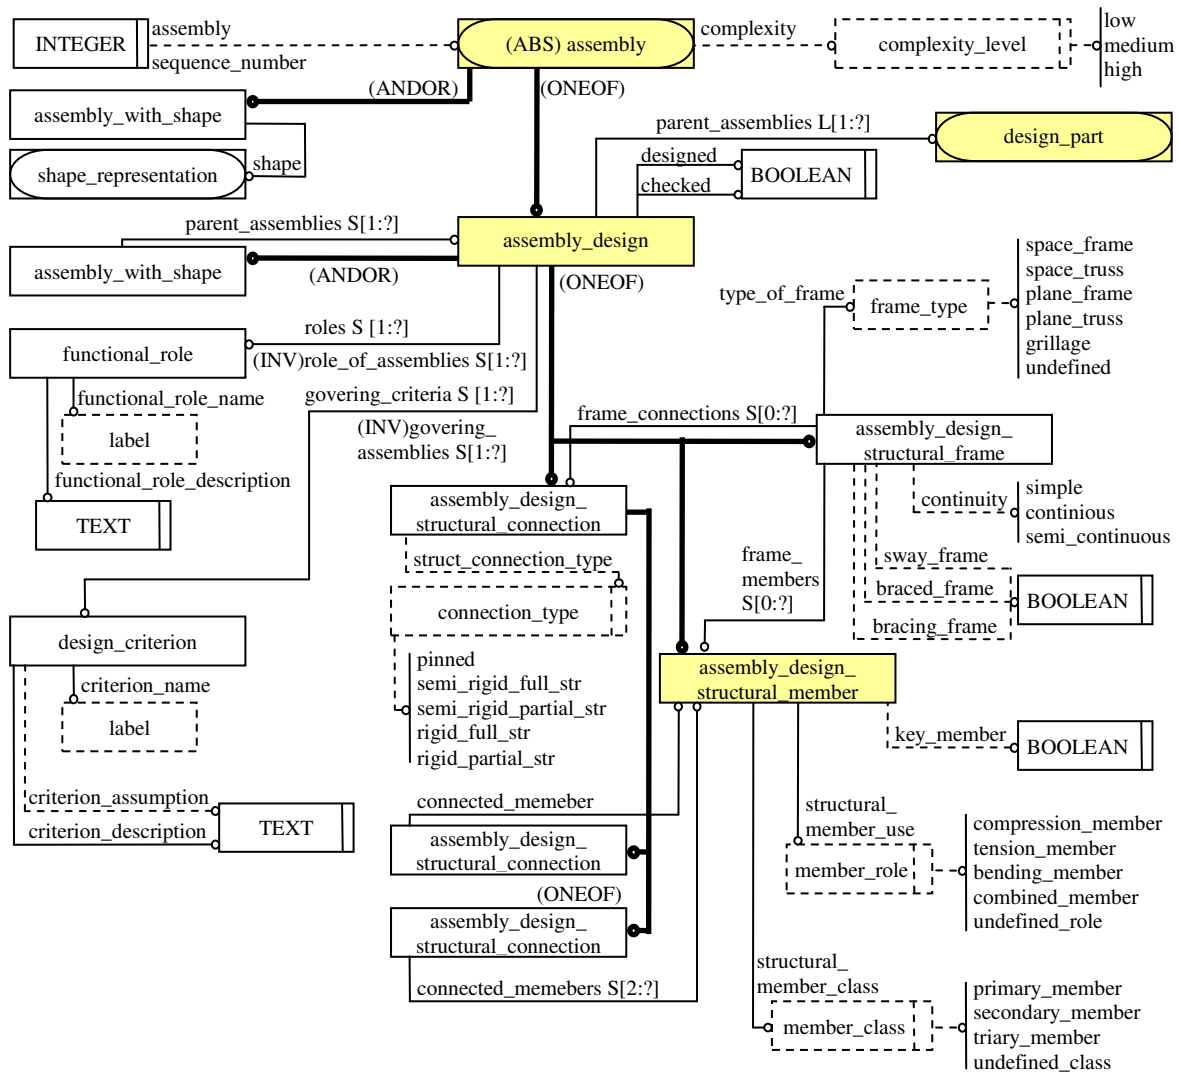 INTEGER
assembly
sequence_number
(ABS) assembly
complexity
complexity_level
low
medium
high
(ANDOR)
(ONEOF)
assembly_with_shape
shape
shape_representation
parent_assemblies L[1:?]
design_part
designed
checked
BOOLEAN
parent_assemblies S[1:?]
assembly_design
assembly_with_shape
(ANDOR)
(ONEOF)
type_of_frame
frame_type
space_frame
space_truss
plane_frame
plane_truss
grillage
undefined
roles S [1:?]
functional_role
(INV)role_of_assemblies S[1:?]
functional_role_name
label
functional_role_description
TEXT
govering_criteria S [1:?]
(INV)govering_
assemblies S[1:?]
frame_connections S[0:?]
assembly_design_
structural_frame
assembly_design_
structural_connection
continuity
simple
continious
semi_continuous
struct_connection_type
connection_type
frame_
members
S[0:?]
sway_frame
braced_frame
bracing_frame
BOOLEAN
design_criterion
criterion_name
label
pinned
semi_rigid_full_str
semi_rigid_partial_str
rigid_full_str
rigid_partial_str
assembly_design_
structural_member
key_member
BOOLEAN
criterion_assumption
criterion_description
TEXT
connected_memeber
assembly_design_
structural_connection
(ONEOF)
assembly_design_
structural_connection
connected_memebers S[2:?]
structural_
member_use
member_role
compression_member
tension_member
bending_member
combined_member
undefined_role
structural_
member_class
member_class
primary_member
secondary_member
triary_member
undefined_class